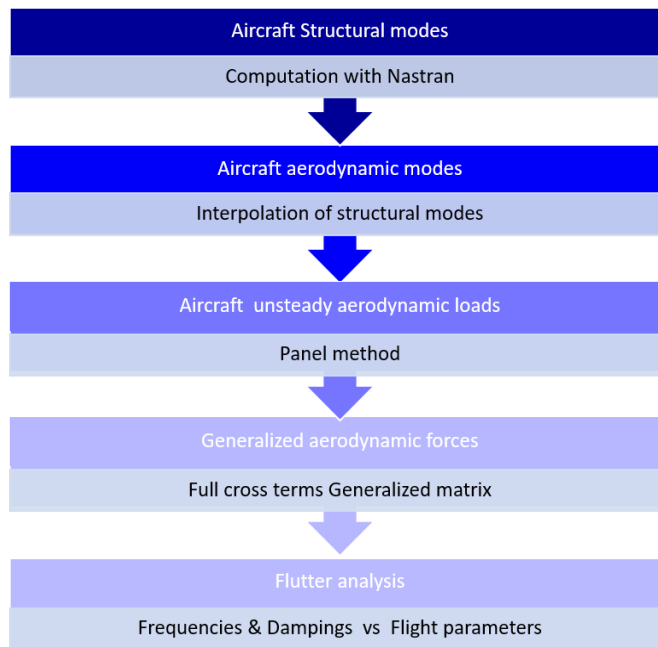 Aircraft Structural modes
Computation with Nastran
Aircraft aerodynamic modes
Interpolation of structural modes
Aircraft unsteady aerodynamic loads
Panel method
Generalized aerodynamic forces
Full cross terms Generalized matrix
Flutter analysis
Frequencies & Dampings vs Flight parameters